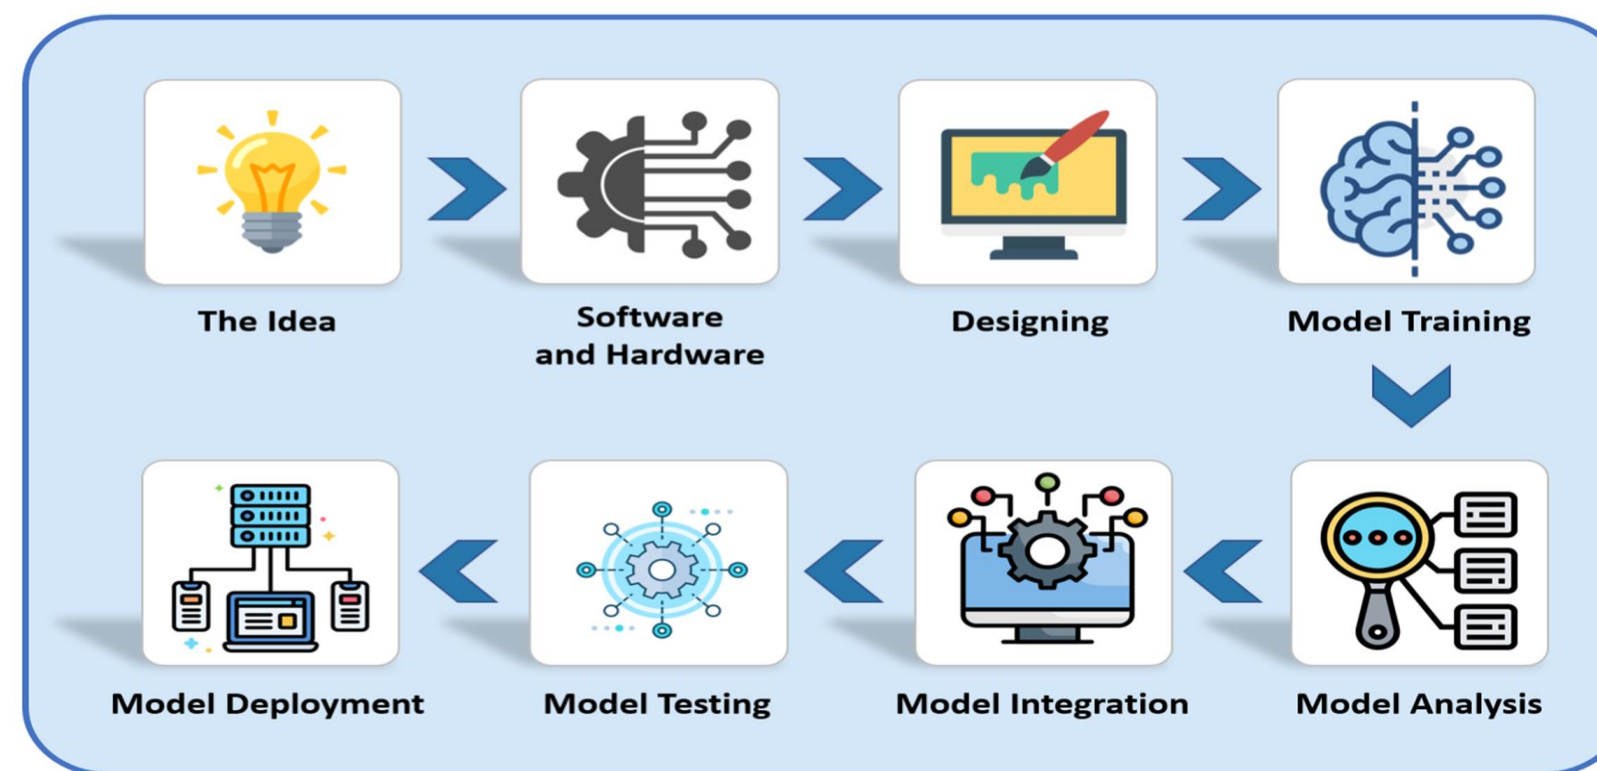 The Idea
Software
and Hardware
Designing
Model Training
Model Deployment
Model Testing
Model Integration
Model Analysis